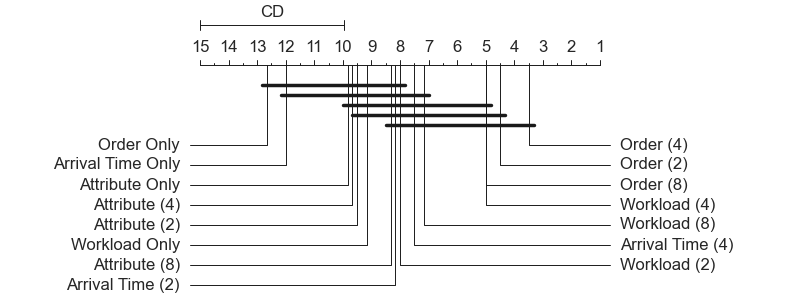 CD
15 14 13 12 11 10 9 8 7 6 5 4 3 2 1
Order Only
Arrival Time Only
Attribute Only
Attribute (4)
Attribute (2)
Workload Only
Attribute (8)
Arrival Time (2)
Order (4)
Order (2)
Order (8)
Workload (4)
Workload (8)
Arrival Time (4)
Workload (2)